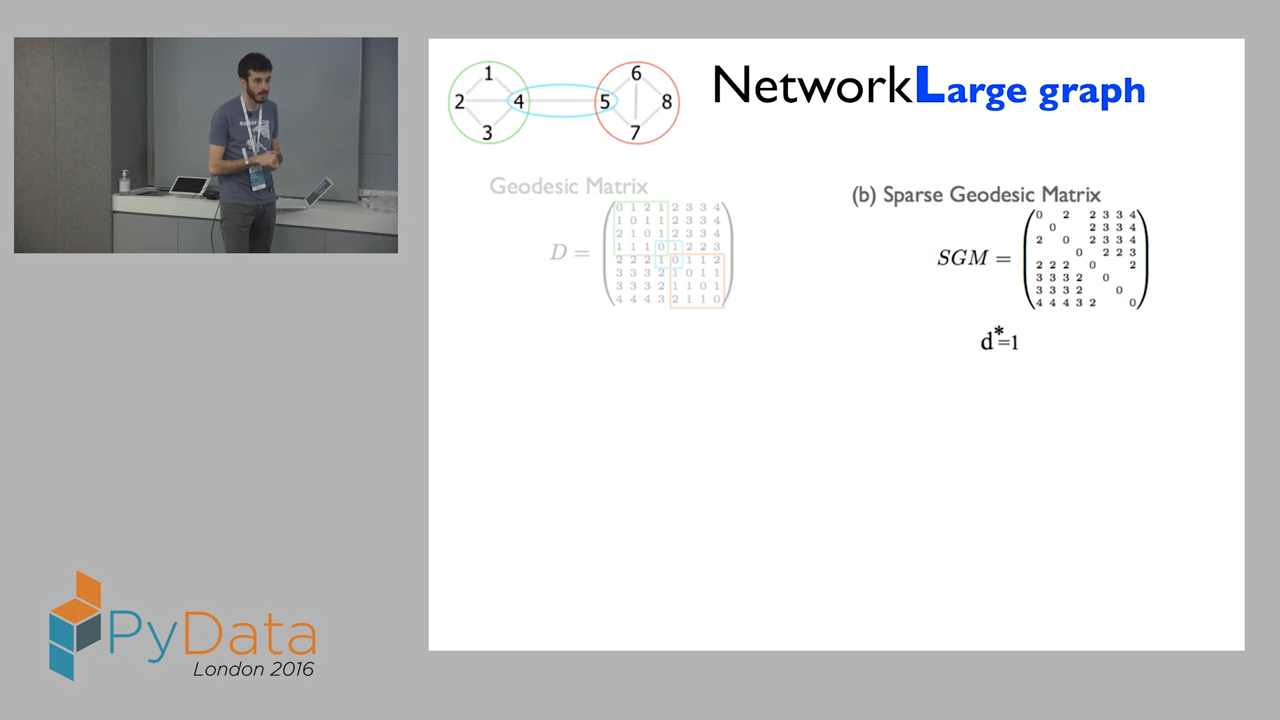 1
2 4 5 8
3
6
7
NetworkLarge graph
Geodesic Matrix
D =
0 1 2 1 2 3 3 4
1 0 1 1 2 3 3 4
2 1 0 1 2 3 3 4
1 1 1 0 1 2 2 3
2 2 2 1 0 1 1 2
3 3 3 2 1 0 1 1
3 3 3 2 1 1 0 1
4 4 4 3 2 1 1 0
(b) Sparse Geodesic Matrix
SGM =
0 2 2 3 3 4
0 2 3 3 4
2 0 2 3 3 4
0 2 2 3
2 2 2 0 2
3 3 3 2 0
3 3 3 2 0
4 4 4 3 2 0
d*=1
PyData
London 2016